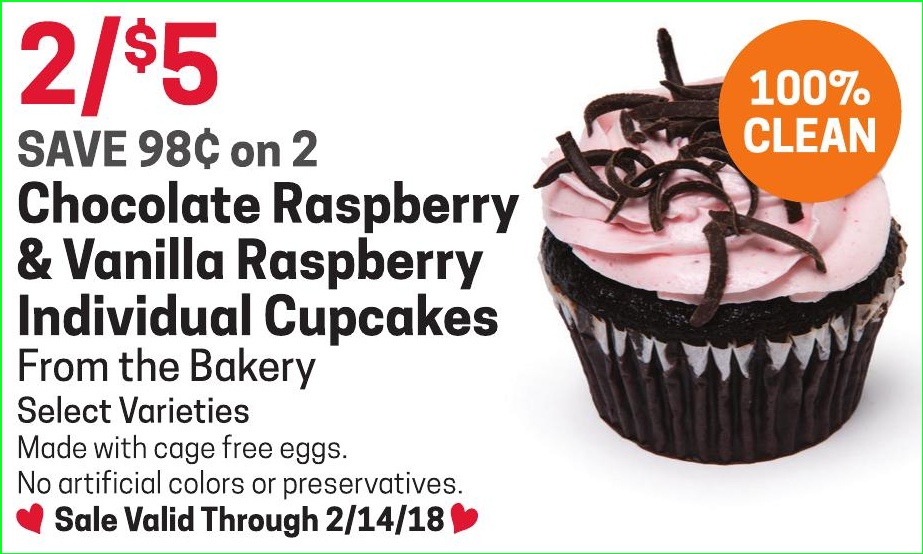 2/$5
100%
CLEAN
SAVE 98¢ on 2
Chocolate Raspberry
& Vanilla Raspberry
Individual Cupcakes
From the Bakery
Select Varieties
Made with cage free eggs.
No artificial colors or preservatives.
Sale Valid Through 2/14/18